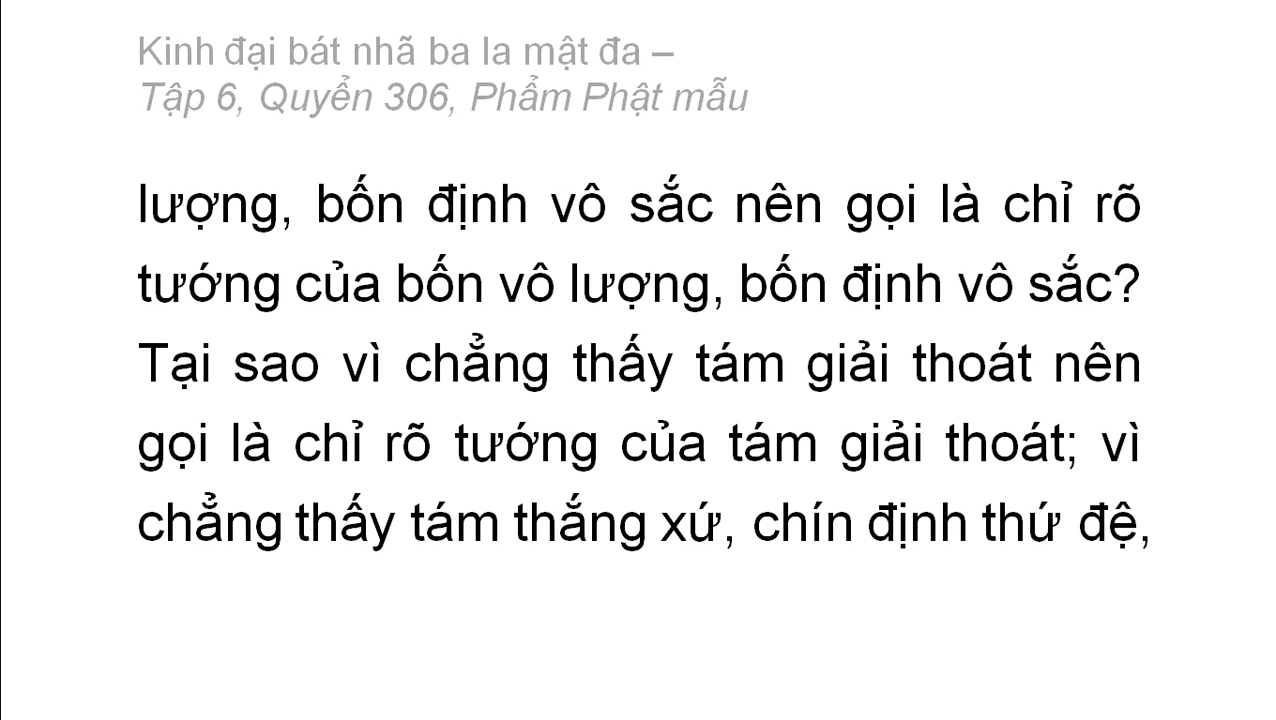 Kinh đại bát nhã ba la mật đa –
Tập 6, Quyển 306, Phẩm Phật mẫu
lượng, bốn định vô sắc nên gọi là chỉ rõ
tướng của bốn vô lượng, bốn định vô sắc?
Tại sao vì chẳng thấy tám giải thoát nên
gọi là chỉ rõ tướng của tám giải thoát; vì
chẳng thấy tám thắng xứ, chín định thứ đệ,